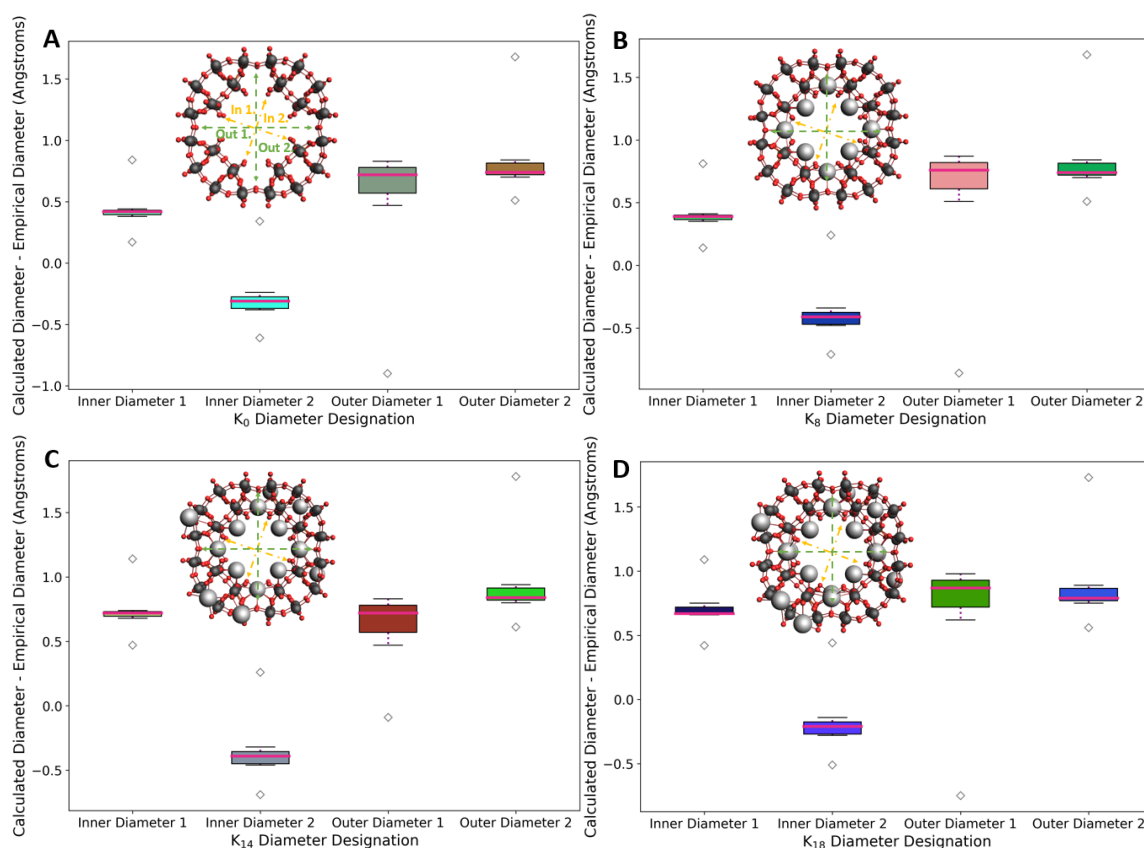 A
Calculated Diameter - Empirical Diameter (Angstroms)
1.5
1.0
0.5
0.0
−0.5
−1.0
In 1.
In 2.
Out 1.
Out 2.
Inner Diameter 1
Inner Diameter 2
Outer Diameter 1
Outer Diameter 2
K₀ Diameter Designation
B
Calculated Diameter - Empirical Diameter (Angstroms)
1.5
1.0
0.5
0.0
−0.5
Inner Diameter 1
Inner Diameter 2
Outer Diameter 1
Outer Diameter 2
K₈ Diameter Designation
C
Calculated Diameter - Empirical Diameter (Angstroms)
1.5
1.0
0.5
0.0
−0.5
Inner Diameter 1
Inner Diameter 2
Outer Diameter 1
Outer Diameter 2
K₁₄ Diameter Designation
D
Calculated Diameter - Empirical Diameter (Angstroms)
1.5
1.0
0.5
0.0
−0.5
Inner Diameter 1
Inner Diameter 2
Outer Diameter 1
Outer Diameter 2
K₁₈ Diameter Designation